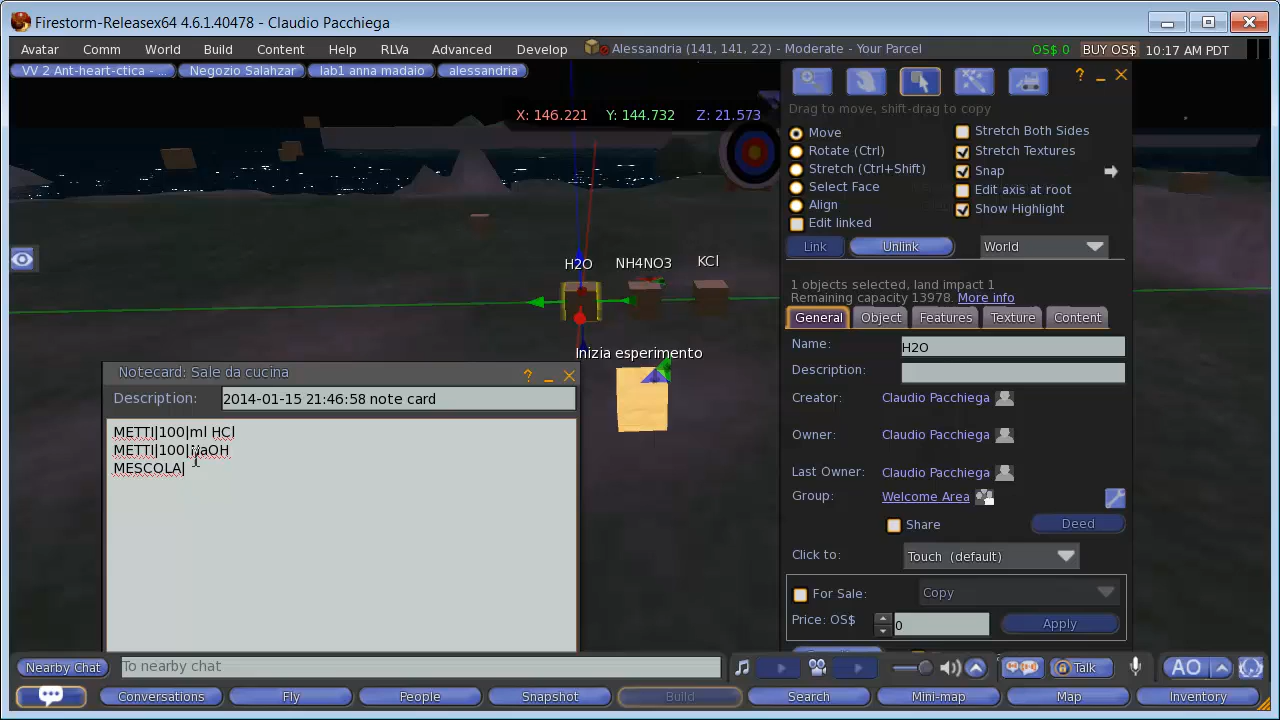 Firestorm-Releasex64 4.6.1.40478 - Claudio Pacchiega
Avatar Comm World Build Content Help RLVa Advanced Develop Alessandria (141, 141, 22) - Moderate - Your Parcel OS$ 0 BUY OS$ 10:17 AM PDT
VV 2 Ant-heart-ctica - ... Negozio Salahzar lab1 anna madaio alessandria
X: 146.221 Y: 144.732 Z: 21.573
H2O NH4NO3 KCl
Inizia esperimento
Notecard: Sale da cucina
Description: 2014-01-15 21:46:58 note card
METTI|100|ml HCl
METTI|100|naOH
MESCOLA|
Drag to move, shift-drag to copy
Move
Rotate (Ctrl)
Stretch (Ctrl+Shift)
Select Face
Align
Edit linked
Stretch Both Sides
Stretch Textures
Snap
Edit axis at root
Show Highlight
Link Unlink World
1 objects selected, land impact 1
Remaining capacity 13978. More info
General Object Features Texture Content
Name: H2O
Description:
Creator: Claudio Pacchiega
Owner: Claudio Pacchiega
Last Owner: Claudio Pacchiega
Group: Welcome Area
Share Deed
Click to: Touch (default)
For Sale: Copy
Price: OS$ 0 Apply
Nearby Chat To nearby chat Talk AO
Conversations Fly People Snapshot Build Search Mini-map Map Inventory